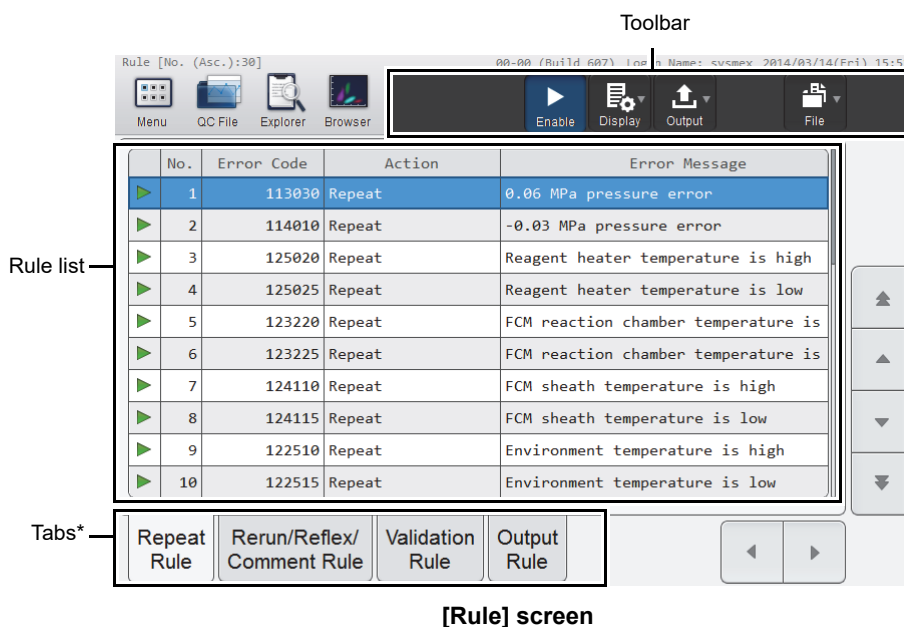 Toolbar
Rule [No. (Asc.):30]
00-00 (Build 607) Login Name: sysmex 2014/03/14(Fri) 15:5
Menu QC File Explorer Browser Enable Display Output File
No. Error Code Action Error Message
1 113030 Repeat 0.06 MPa pressure error
2 114010 Repeat -0.03 MPa pressure error
Rule list
3 125020 Repeat Reagent heater temperature is high
4 125025 Repeat Reagent heater temperature is low
5 123220 Repeat FCM reaction chamber temperature is
6 123225 Repeat FCM reaction chamber temperature is
7 124110 Repeat FCM sheath temperature is high
8 124115 Repeat FCM sheath temperature is low
9 122510 Repeat Environment temperature is high
10 122515 Repeat Environment temperature is low
Tabs*
Repeat Rule
Rerun/Reflex/ Comment Rule
Validation Rule
Output Rule
[Rule] screen